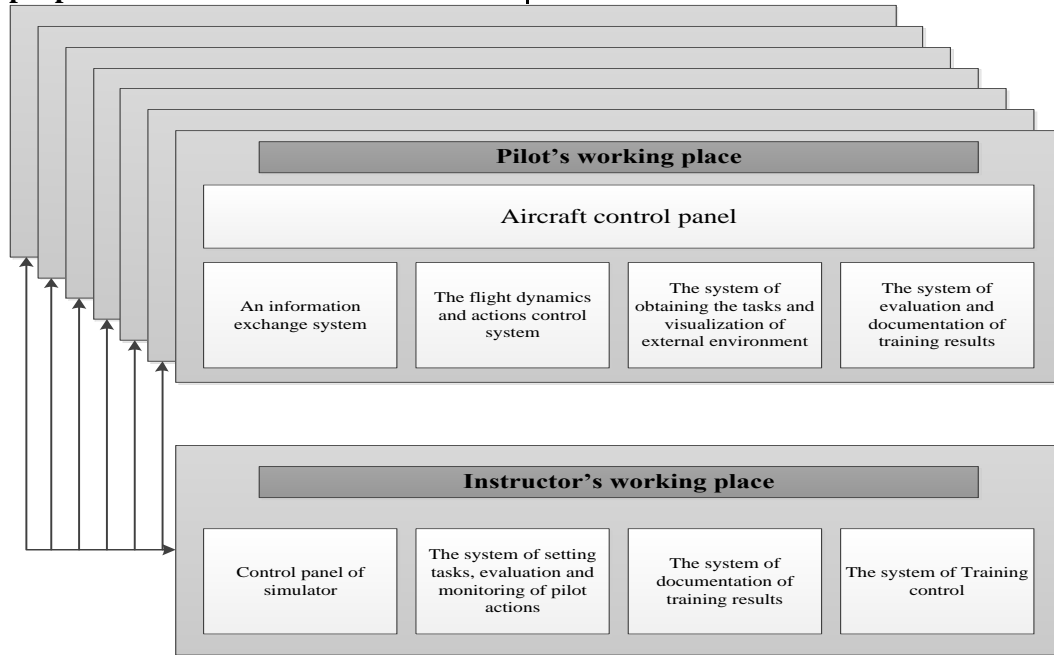 Pilot's working place
Aircraft control panel
An information
exchange system
The flight dynamics
and actions control
system
The system of
obtaining the tasks and
visualization of
external environment
The system of
evaluation and
documentation of
training results
Instructor's working place
Control panel of
simulator
The system of setting
tasks, evaluation and
monitoring of pilot
actions
The system of
documentation of
training results
The system of Training
control